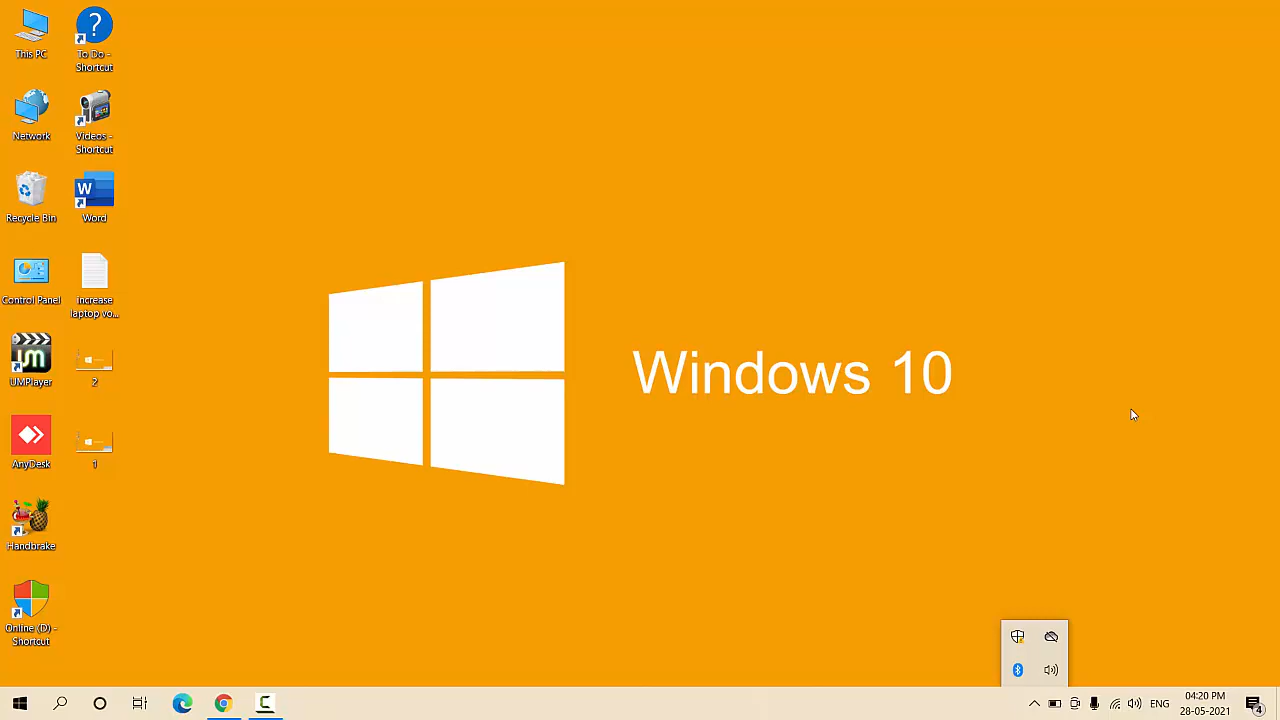 This PC
To Do -
Shortcut
Network
Videos -
Shortcut
Recycle Bin
Word
Control Panel
increase
laptop vo...
UMPlayer
2
AnyDesk
1
Handbrake
Online (D) -
Shortcut
Windows 10
ENG
04:20 PM
28-05-2021
4